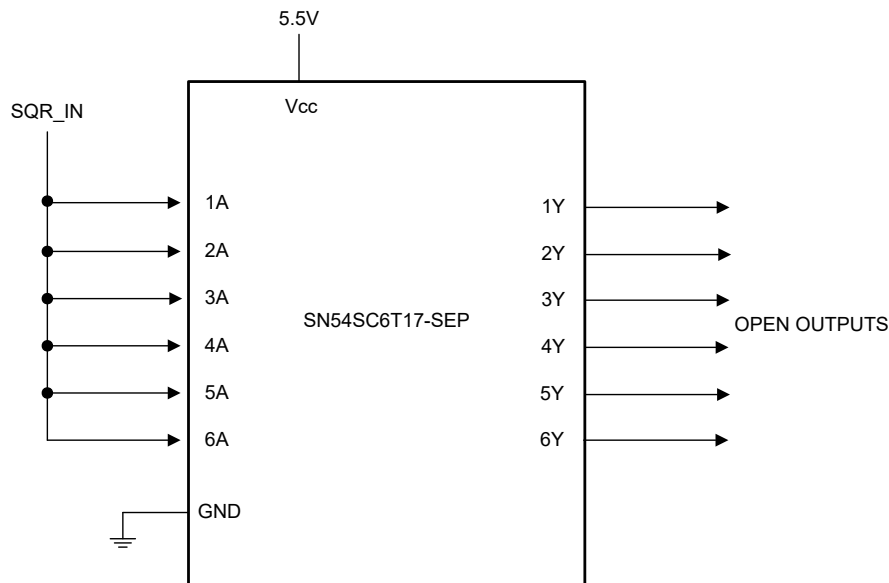 5.5V
SQR_IN
Vcc
1A
1Y
2A
2Y
3A
3Y
SN54SC6T17-SEP
OPEN OUTPUTS
4A
4Y
5A
5Y
6A
6Y
GND